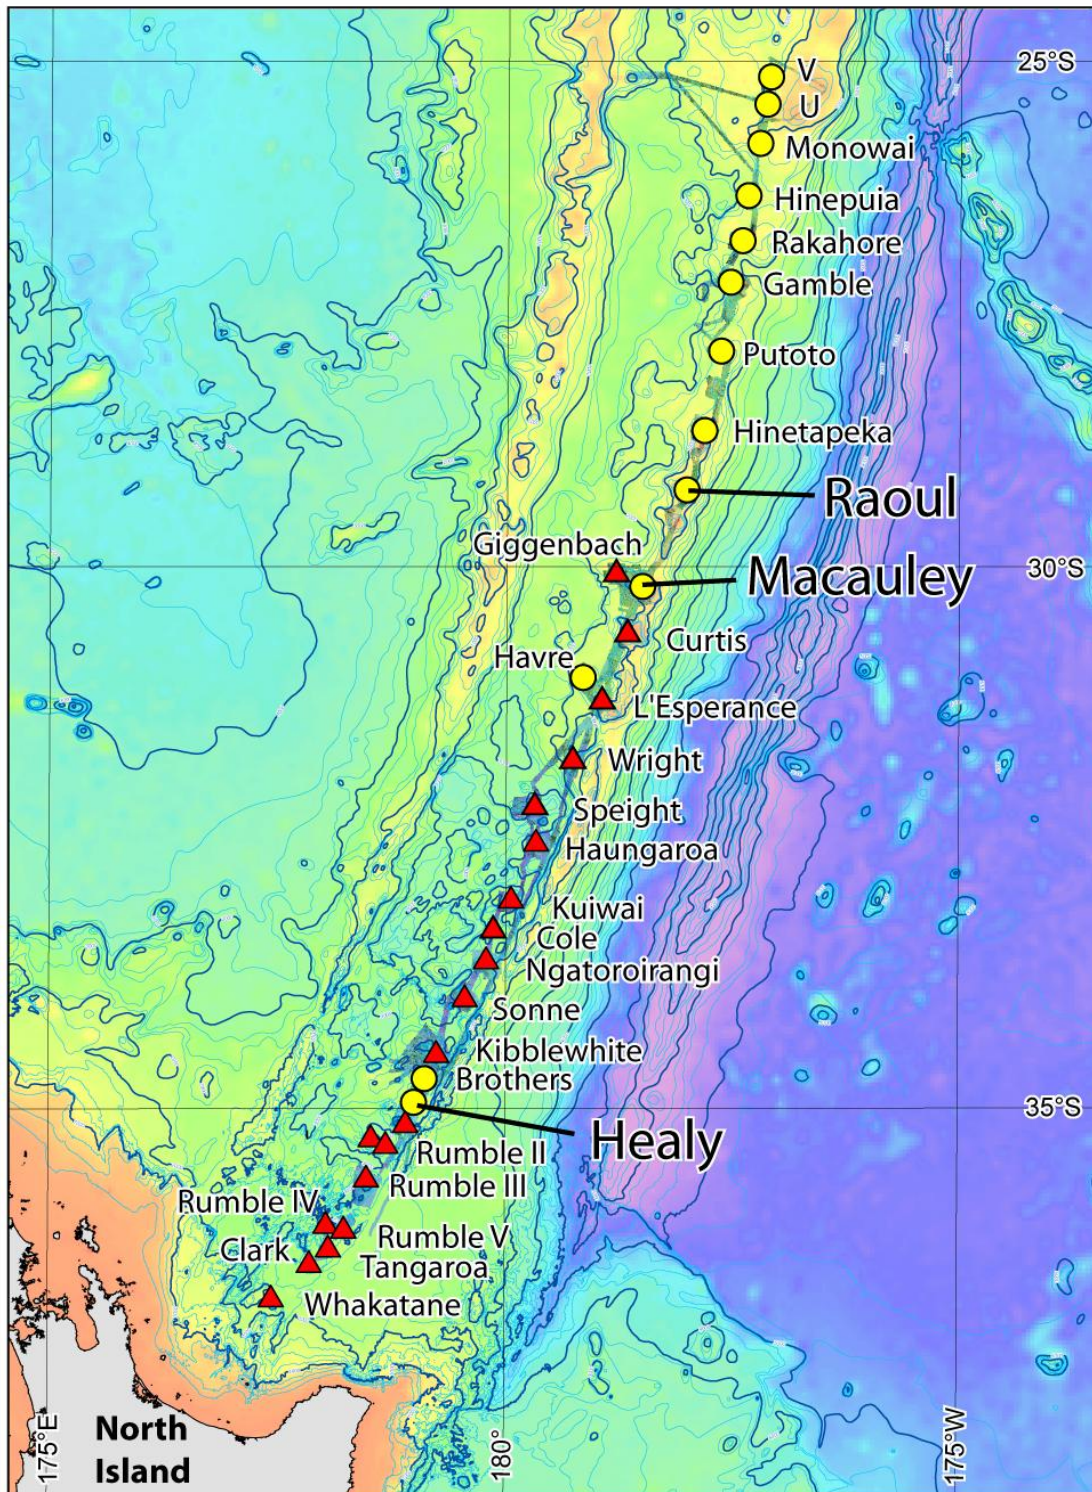 25°S
V
U
Monowai
Hinepuia
Rakahore
Gamble
Putoto
Hinetapeka
Raoul
Giggenbach
30°S
Macauley
Curtis
Havre
L'Esperance
Wright
Speight
Haungaroa
Kuiwai
Cole
Ngatoroirangi
Sonne
Kibblewhite
Brothers
35°S
Healy
Rumble II
Rumble III
Rumble IV
Rumble V
Clark
Tangaroa
Whakatane
North
Island
175°E
180°
175°W